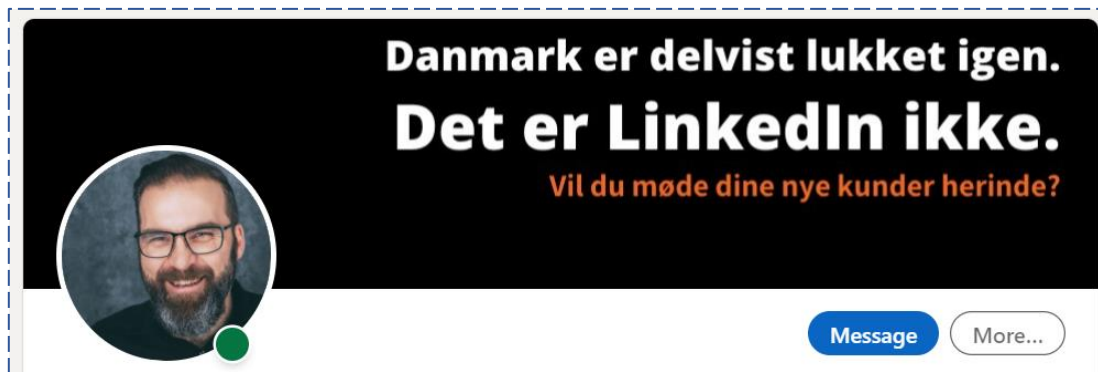 Danmark er delvist lukket igen.
Det er LinkedIn ikke.
Vil du møde dine nye kunder herinde?
Message
More...